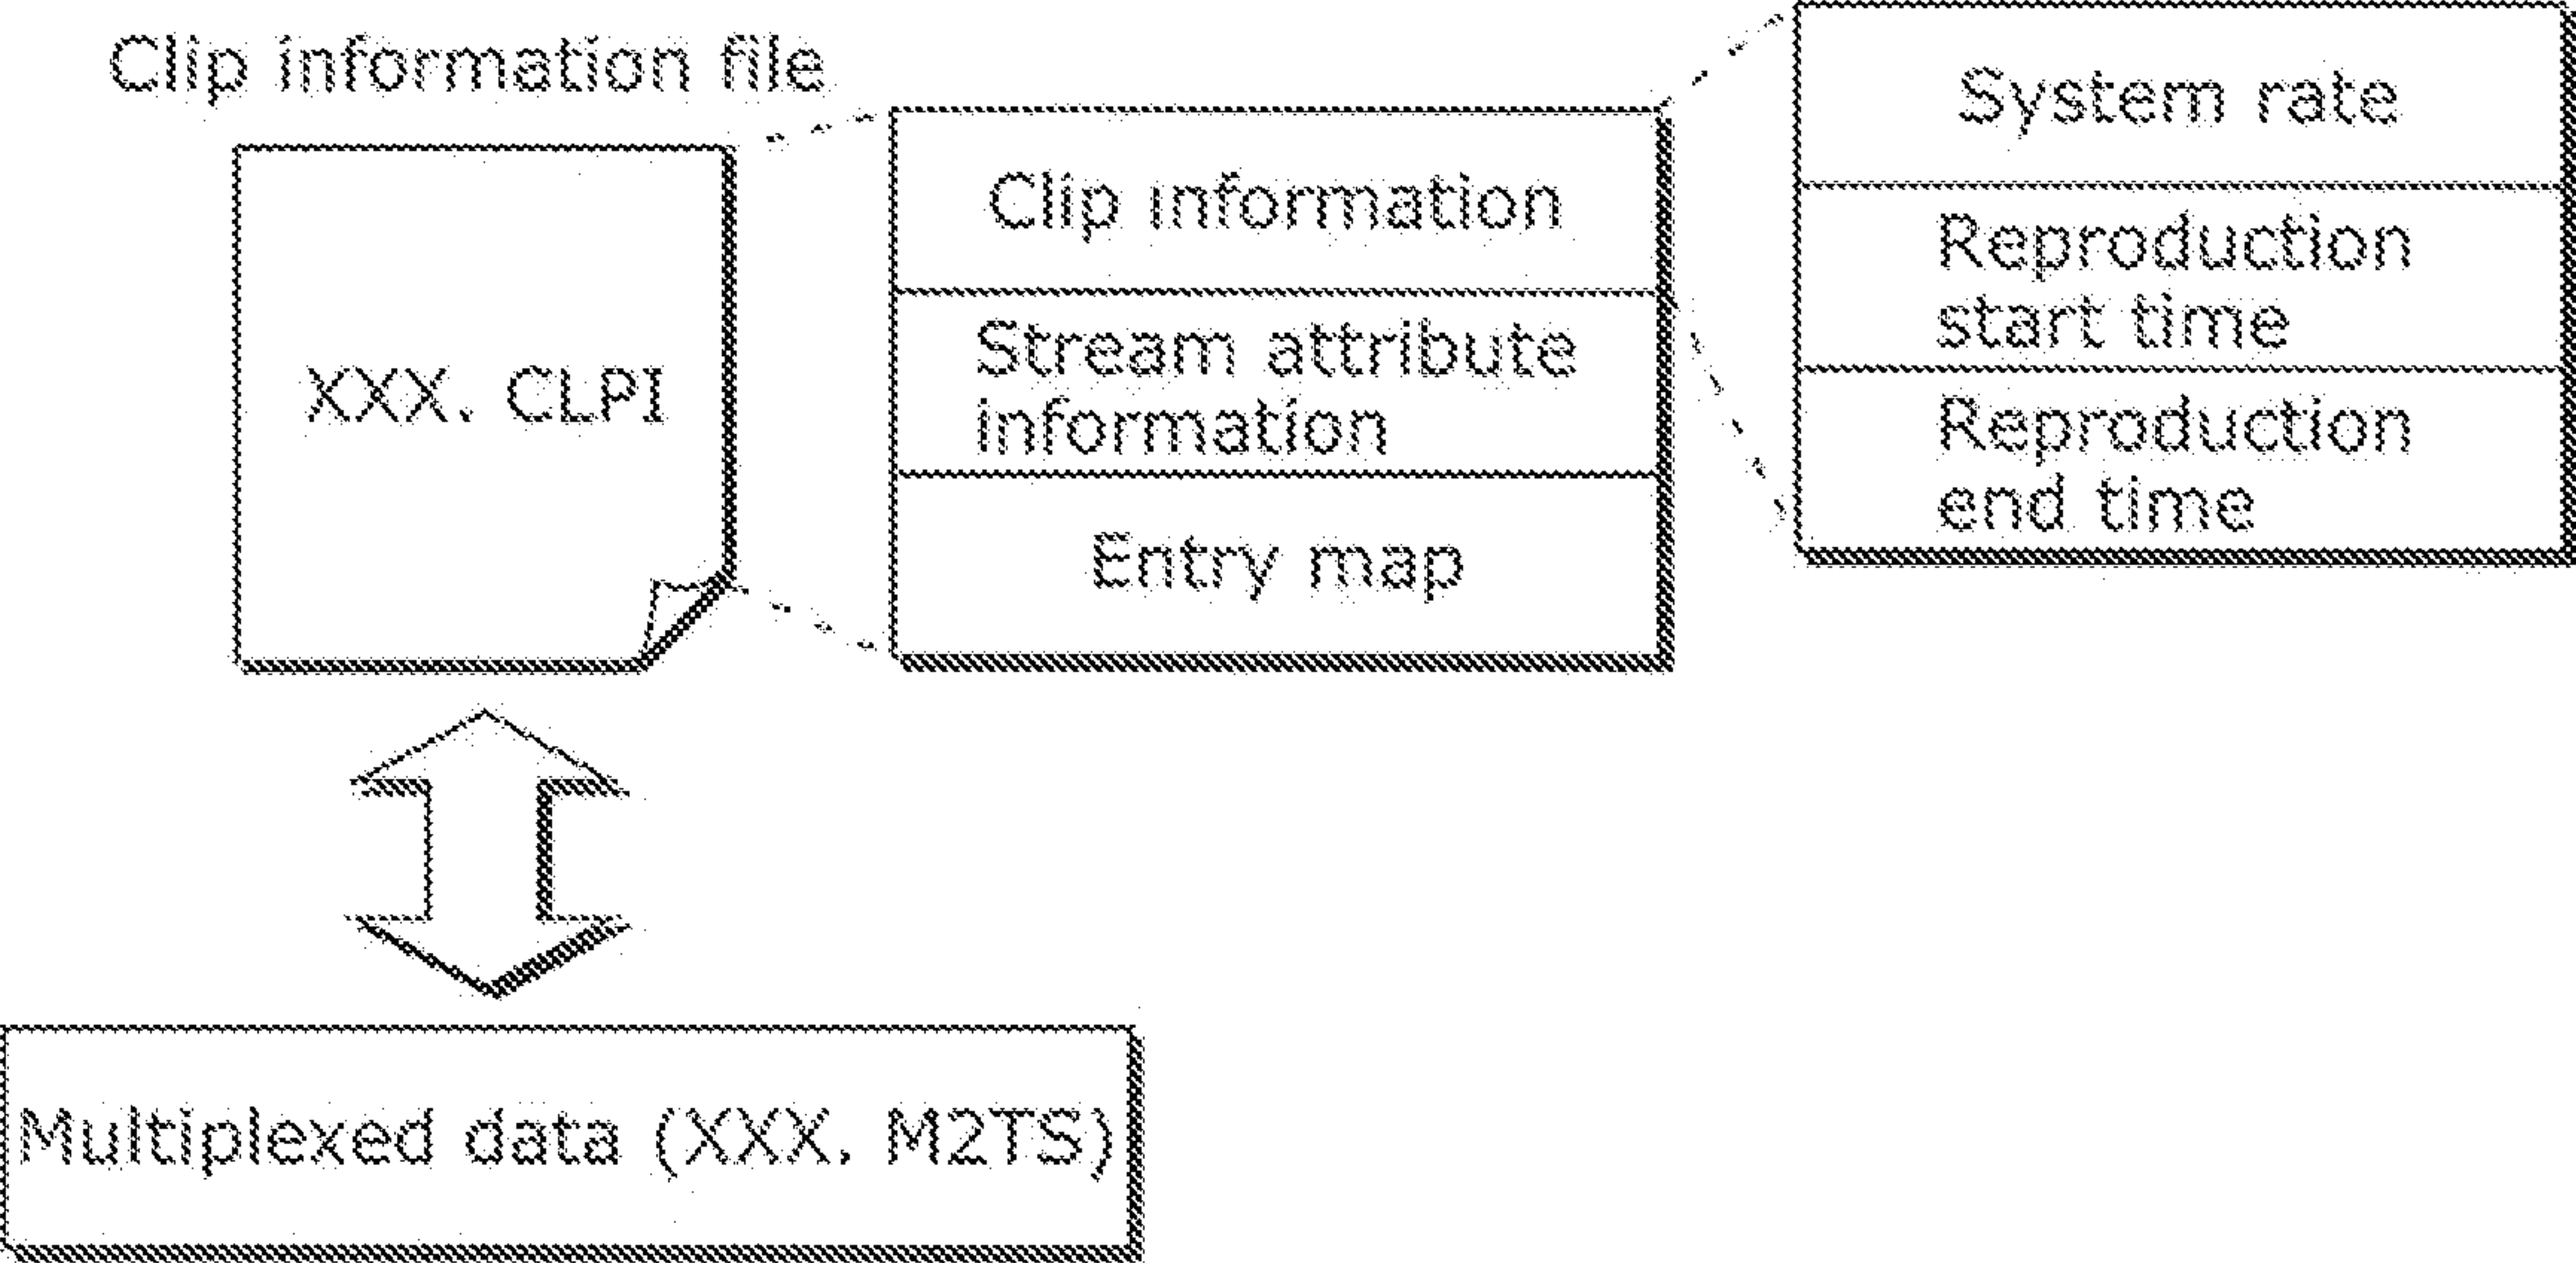 Clip information file
XXX. CLPI
Clip information
Stream attribute
information
Entry map
System rate
Reproduction
start time
Reproduction
end time
Multiplexed data (XXX. M2TS)